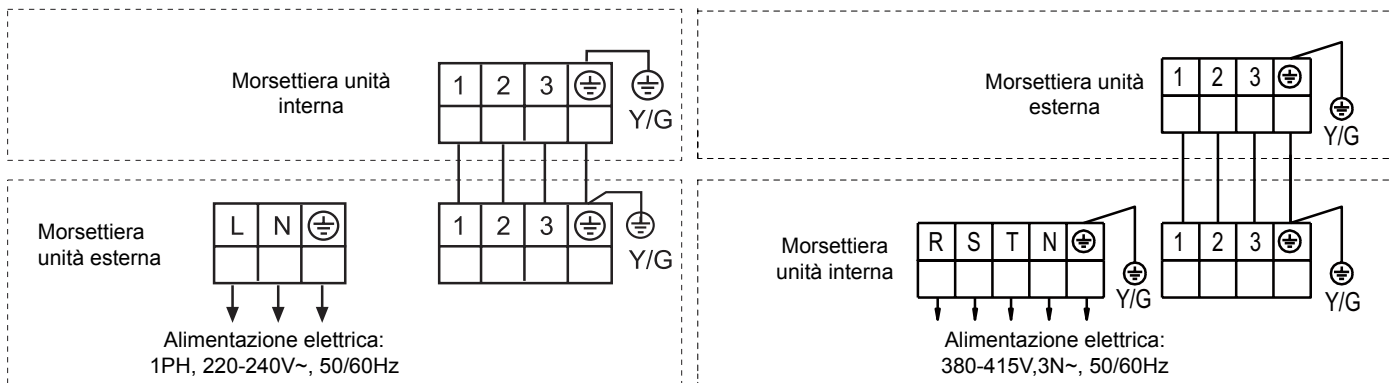 Morsettiera unità
interna
1 2 3
Y/G
Morsettiera
unità esterna
L N
1 2 3
Y/G
Alimentazione elettrica:
1PH, 220-240V~, 50/60Hz
Morsettiera unità
esterna
1 2 3
Y/G
Morsettiera
unità interna
R S T N
Y/G
1 2 3
Y/G
Alimentazione elettrica:
380-415V,3N~, 50/60Hz